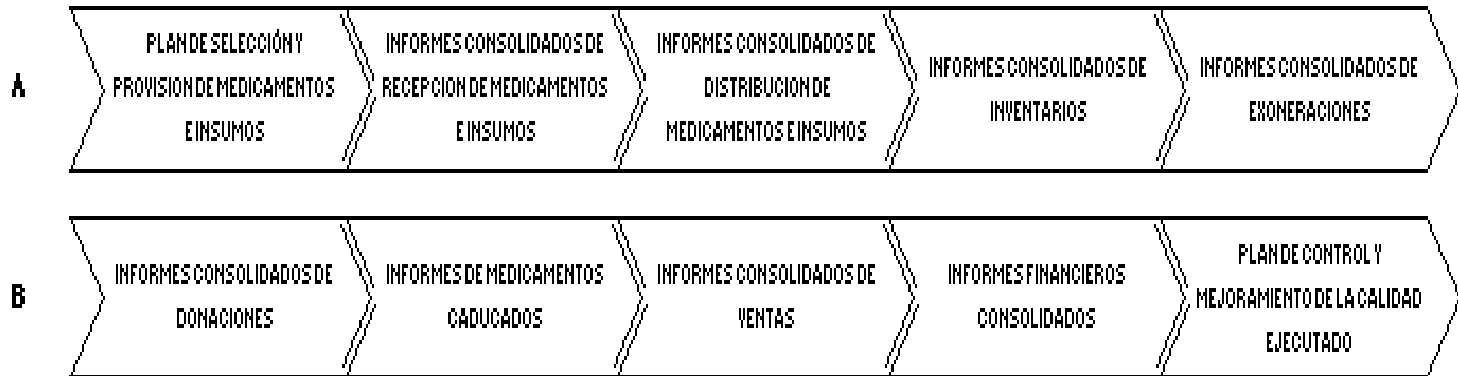 A
PLAN DE SELECCIÓN Y
PROVISION DE MEDICAMENTOS
E INSUMOS
INFORMES CONSOLIDADOS DE
RECEPCION DE MEDICAMENTOS
E INSUMOS
INFORMES CONSOLIDADOS DE
DISTRIBUCION DE
MEDICAMENTOS E INSUMOS
INFORMES CONSOLIDADOS DE
INVENTARIOS
INFORMES CONSOLIDADOS DE
EXONERACIONES
B
INFORMES CONSOLIDADOS DE
DONACIONES
INFORMES DE MEDICAMENTOS
CADUCADOS
INFORMES CONSOLIDADOS DE
VENTAS
INFORMES FINANCIEROS
CONSOLIDADOS
PLAN DE CONTROL Y
MEJORAMIENTO DE LA CALIDAD
EJECUTADO